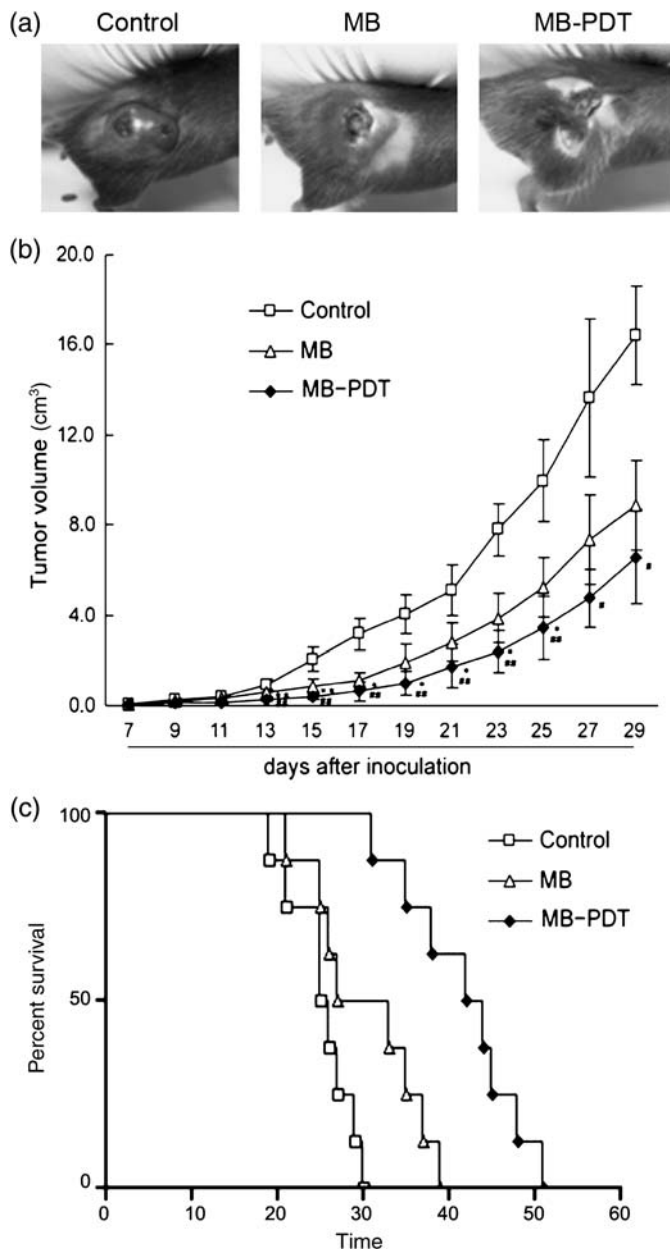 (a) Control MB MB-PDT
(b)
20.0
Control
16.0
MB
MB-PDT
12.0
8.0
4.0
0.0
Tumor volume (cm³)
7 9 11 13 15 17 19 21 23 25 27 29
days after inoculation
(c)
100
Control
MB
MB-PDT
50
0
Percent survival
0 10 20 30 40 50 60
Time